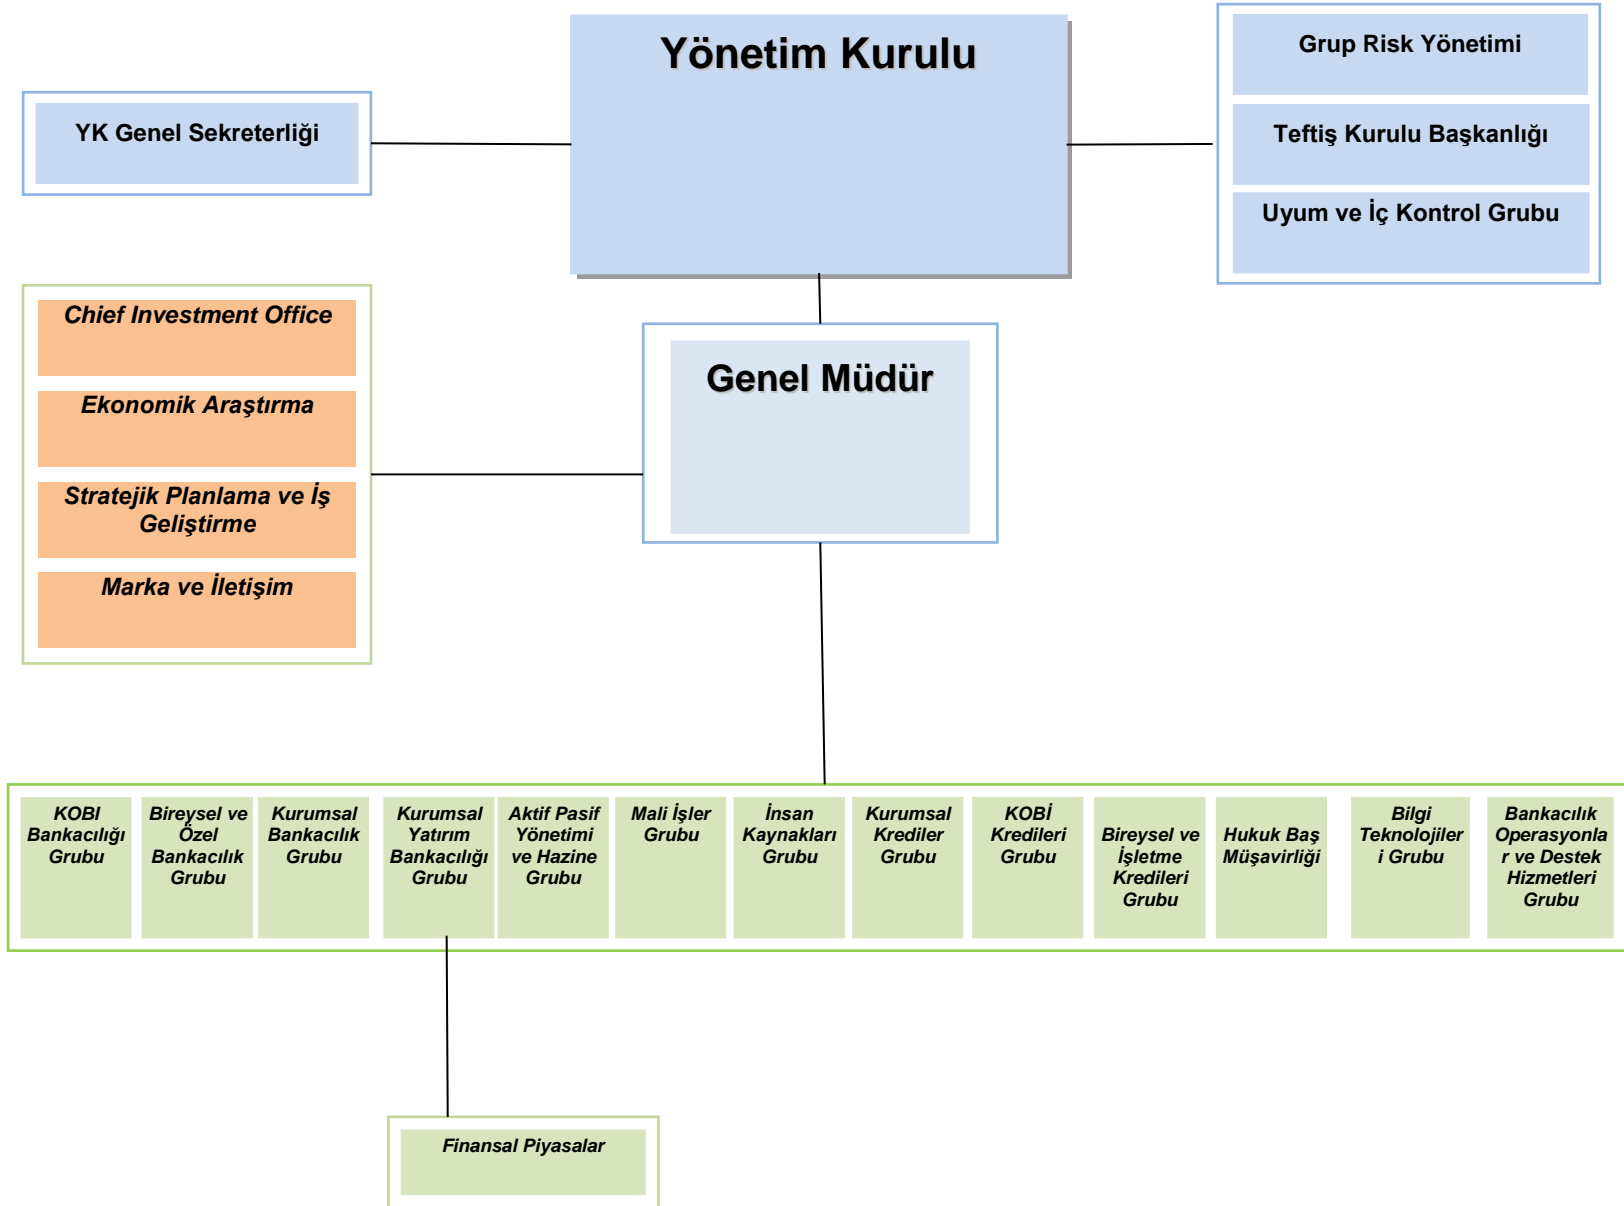 Yönetim Kurulu
Grup Risk Yönetimi
YK Genel Sekreterliği
Teftiş Kurulu Başkanlığı
Uyum ve İç Kontrol Grubu
Chief Investment Office
Ekonomik Araştırma
Stratejik Planlama ve İş
Geliştirme
Marka ve İletişim
Genel Müdür
KOBI
Bankacılığı
Grubu
Bireysel ve
Özel
Bankacılık
Grubu
Kurumsal
Bankacılık
Grubu
Kurumsal
Yatırım
Bankacılığı
Grubu
Aktif Pasif
Yönetimi
ve Hazine
Grubu
Mali İşler
Grubu
İnsan
Kaynakları
Grubu
Kurumsal
Krediler
Grubu
KOBİ
Kredileri
Grubu
Bireysel ve
İşletme
Kredileri
Grubu
Hukuk Baş
Müşavirliği
Bilgi
Teknolojiler
i Grubu
Bankacılık
Operasyonla
r ve Destek
Hizmetleri
Grubu
Finansal Piyasalar